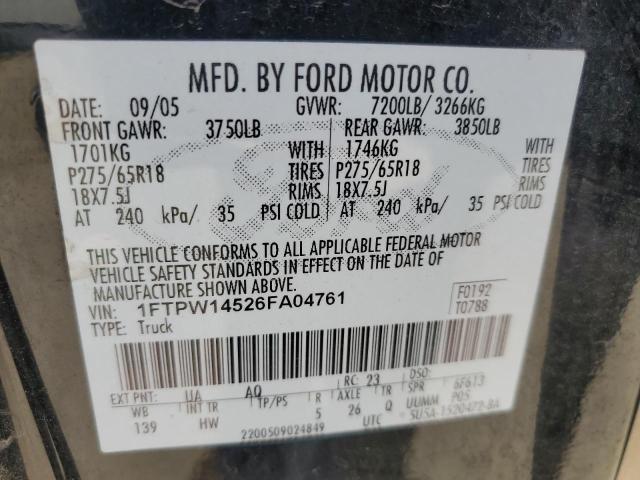 MFD. BY FORD MOTOR CO.
DATE: 09/05 GVWR: 7200LB/ 3266KG
FRONT GAWR: 3750LB REAR GAWR: 3850LB
1701KG WITH 1746KG WITH
P275/65R18 TIRES P275/65R18 TIRES
18X7.5J RIMS 18X7.5J RIMS
AT 240 kPa/ 35 PSI COLD AT 240 kPa/ 35 PSI COLD
THIS VEHICLE CONFORMS TO ALL APPLICABLE FEDERAL MOTOR
VEHICLE SAFETY STANDARDS IN EFFECT ON THE DATE OF
MANUFACTURE SHOWN ABOVE.
VIN: 1FTPW14526FA04761 F0192
TYPE: Truck T0788
EXT PNT: UA AQ RC: 23 DSO:
WB INT TR TP/PS R AXLE TR SPR 6F613
139 HW 5 26 Q UUMM POS
2200509024849 UTC 5U5A-1520472-BA